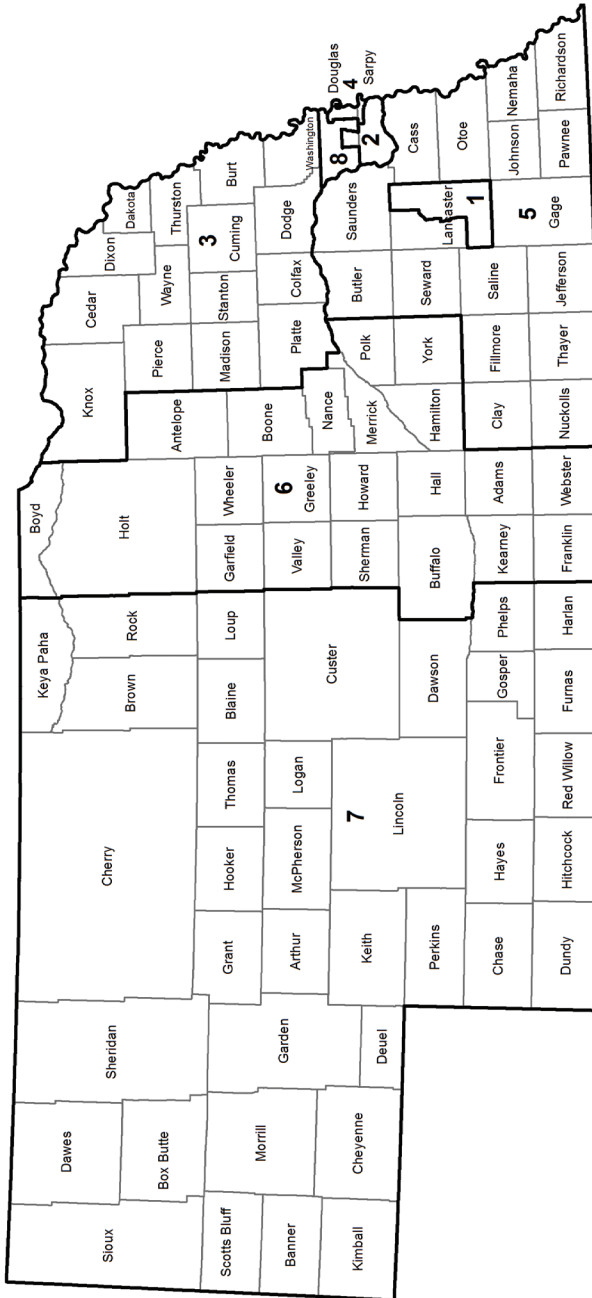 Sioux
Dawes
Box Butte
Sheridan
Scotts Bluff
Banner
Kimball
Morrill
Cheyenne
Garden
Deuel
Cherry
Grant
Hooker
Thomas
Arthur
McPherson
Logan
Keith
Lincoln
7
Perkins
Chase
Hayes
Frontier
Dundy
Hitchcock
Red Willow
Keya Paha
Brown
Rock
Blaine
Loup
Custer
Dawson
Gosper
Phelps
Furnas
Harlan
Boyd
Holt
Garfield
Wheeler
Valley
6
Greeley
Sherman
Howard
Buffalo
Hall
Kearney
Adams
Franklin
Webster
Knox
Antelope
Boone
Nance
Merrick
Hamilton
Polk
York
Clay
Fillmore
Nuckolls
Thayer
Cedar
Dixon
Dakota
Pierce
Wayne
Thurston
Madison
Stanton
3
Cuming
Burt
Platte
Colfax
Dodge
Washington
Butler
Saunders
8
Douglas
4
Sarpy
2
Seward
Lancaster
1
Cass
Otoe
Saline
5
Gage
Jefferson
Johnson
Nemaha
Pawnee
Richardson